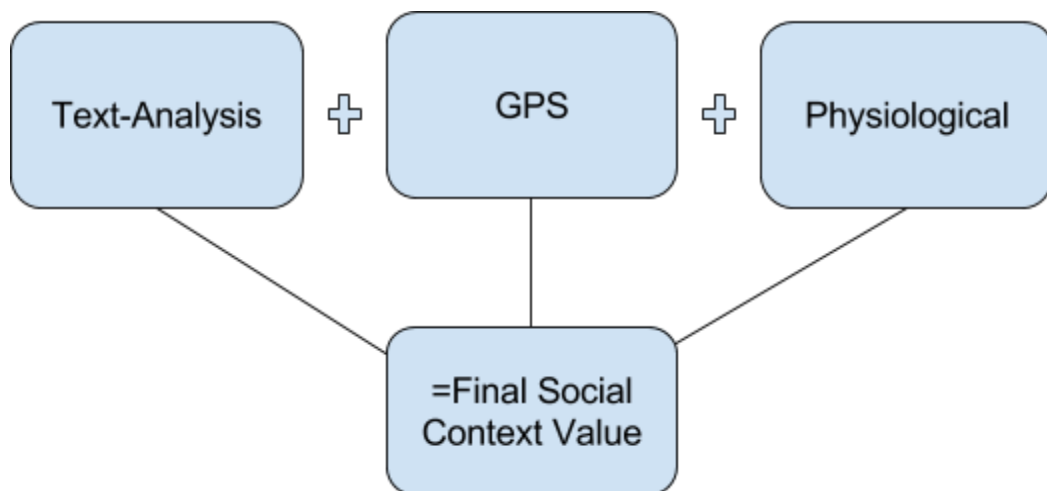 Text-Analysis
GPS
Physiological
=Final Social
Context Value